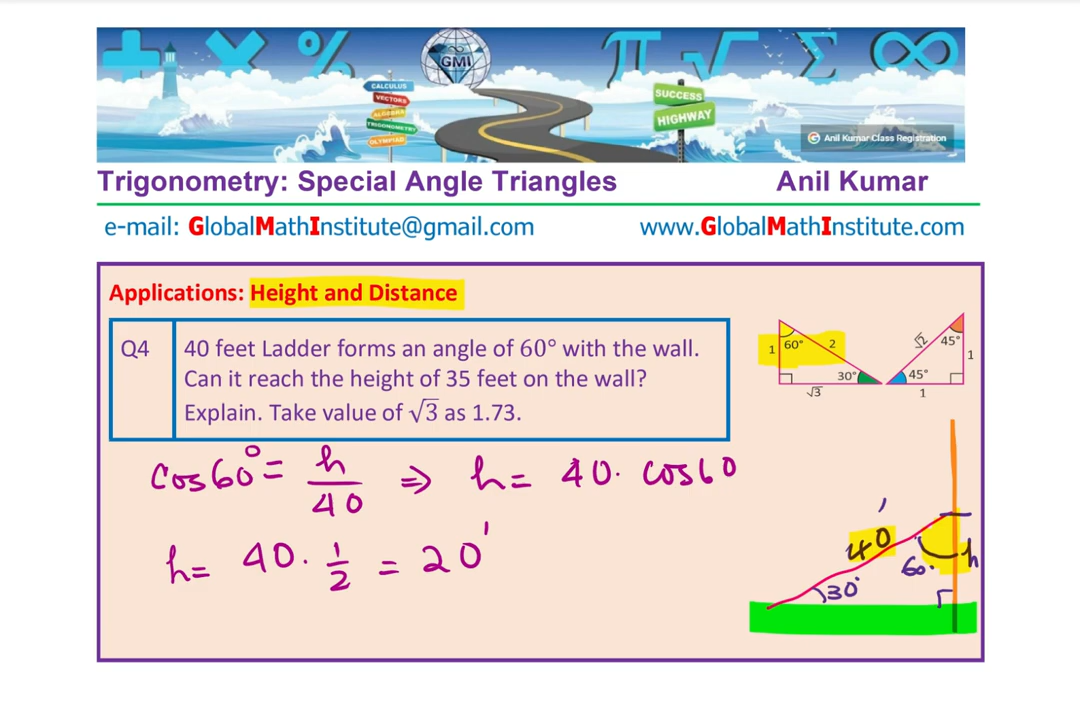 GMI
CALCULUS
VECTORS
ALGEBRA
TRIGONOMETRY
OLYMPIAD
SUCCESS
HIGHWAY
Anil Kumar Class Registration
Trigonometry: Special Angle Triangles Anil Kumar
e-mail: GlobalMathInstitute@gmail.com www.GlobalMathInstitute.com
Applications: Height and Distance
Q4 40 feet Ladder forms an angle of 60° with the wall.
Can it reach the height of 35 feet on the wall?
Explain. Take value of √3 as 1.73.
1 60° 2 30° √3
√2 45° 1 45° 1
cos60° = h/40 ⇒ h = 40· cos60
h = 40 · 1/2 = 20'
40' 60° h
30°